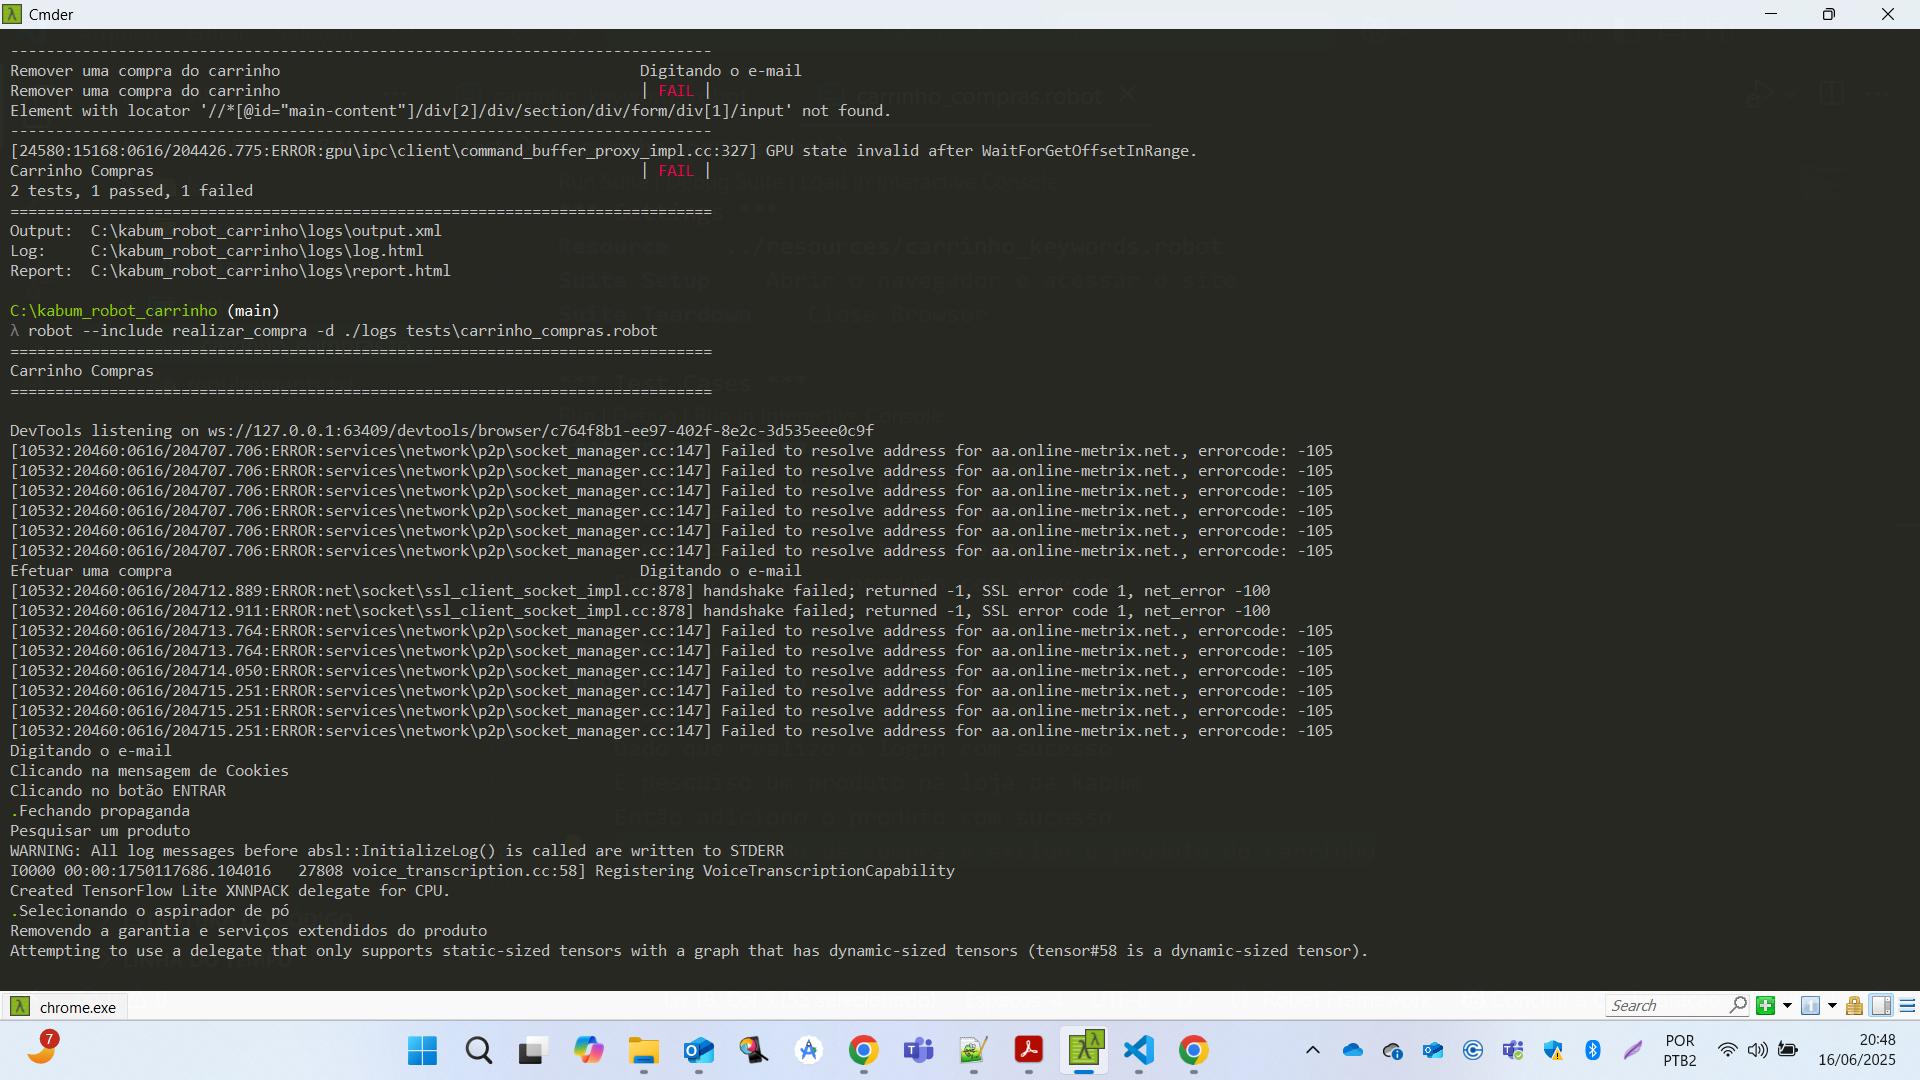 Cmder
------------------------------------------------------------------------------
Remover uma compra do carrinho                                        Digitando o e-mail
Remover uma compra do carrinho                                        | FAIL |
Element with locator '//*[@id="main-content"]/div[2]/div/section/div/form/div[1]/input' not found.
------------------------------------------------------------------------------
[24580:15168:0616/204426.775:ERROR:gpu\ipc\client\command_buffer_proxy_impl.cc:327] GPU state invalid after WaitForGetOffsetInRange.
Carrinho Compras                                                      | FAIL |
2 tests, 1 passed, 1 failed
==============================================================================
Output:  C:\kabum_robot_carrinho\logs\output.xml
Log:     C:\kabum_robot_carrinho\logs\log.html
Report:  C:\kabum_robot_carrinho\logs\report.html
C:\kabum_robot_carrinho (main)
λ robot --include realizar_compra -d ./logs tests\carrinho_compras.robot
==============================================================================
Carrinho Compras
==============================================================================
DevTools listening on ws://127.0.0.1:63409/devtools/browser/c764f8b1-ee97-402f-8e2c-3d535eee0c9f
[10532:20460:0616/204707.706:ERROR:services\network\p2p\socket_manager.cc:147] Failed to resolve address for aa.online-metrix.net., errorcode: -105
[10532:20460:0616/204707.706:ERROR:services\network\p2p\socket_manager.cc:147] Failed to resolve address for aa.online-metrix.net., errorcode: -105
[10532:20460:0616/204707.706:ERROR:services\network\p2p\socket_manager.cc:147] Failed to resolve address for aa.online-metrix.net., errorcode: -105
[10532:20460:0616/204707.706:ERROR:services\network\p2p\socket_manager.cc:147] Failed to resolve address for aa.online-metrix.net., errorcode: -105
[10532:20460:0616/204707.706:ERROR:services\network\p2p\socket_manager.cc:147] Failed to resolve address for aa.online-metrix.net., errorcode: -105
[10532:20460:0616/204707.706:ERROR:services\network\p2p\socket_manager.cc:147] Failed to resolve address for aa.online-metrix.net., errorcode: -105
Efetuar uma compra                                                    Digitando o e-mail
[10532:20460:0616/204712.889:ERROR:net\socket\ssl_client_socket_impl.cc:878] handshake failed; returned -1, SSL error code 1, net_error -100
[10532:20460:0616/204712.911:ERROR:net\socket\ssl_client_socket_impl.cc:878] handshake failed; returned -1, SSL error code 1, net_error -100
[10532:20460:0616/204713.764:ERROR:services\network\p2p\socket_manager.cc:147] Failed to resolve address for aa.online-metrix.net., errorcode: -105
[10532:20460:0616/204713.764:ERROR:services\network\p2p\socket_manager.cc:147] Failed to resolve address for aa.online-metrix.net., errorcode: -105
[10532:20460:0616/204714.050:ERROR:services\network\p2p\socket_manager.cc:147] Failed to resolve address for aa.online-metrix.net., errorcode: -105
[10532:20460:0616/204715.251:ERROR:services\network\p2p\socket_manager.cc:147] Failed to resolve address for aa.online-metrix.net., errorcode: -105
[10532:20460:0616/204715.251:ERROR:services\network\p2p\socket_manager.cc:147] Failed to resolve address for aa.online-metrix.net., errorcode: -105
[10532:20460:0616/204715.251:ERROR:services\network\p2p\socket_manager.cc:147] Failed to resolve address for aa.online-metrix.net., errorcode: -105
Digitando o e-mail
Clicando na mensagem de Cookies
Clicando no botão ENTRAR
.Fechando propaganda
Pesquisar um produto
WARNING: All log messages before absl::InitializeLog() is called are written to STDERR
I0000 00:00:1750117686.104016   27808 voice_transcription.cc:58] Registering VoiceTranscriptionCapability
Created TensorFlow Lite XNNPACK delegate for CPU.
.Selecionando o aspirador de pó
Removendo a garantia e serviços extendidos do produto
Attempting to use a delegate that only supports static-sized tensors with a graph that has dynamic-sized tensors (tensor#58 is a dynamic-sized tensor).
chrome.exe
Search
7
POR
PTB2
20:48
16/06/2025